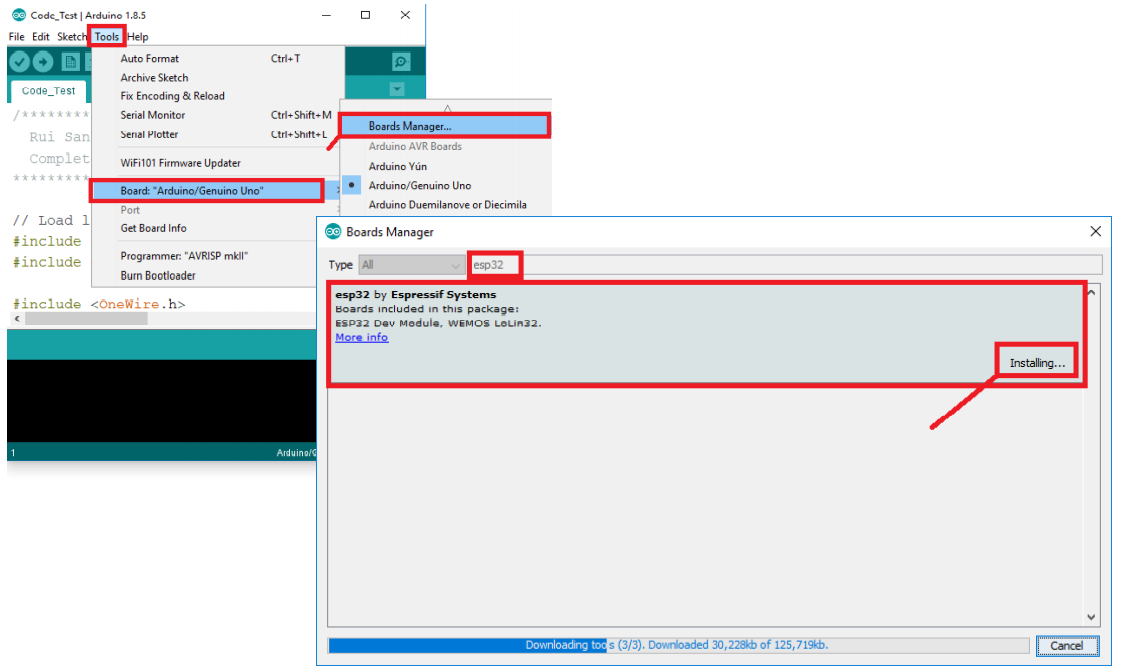 Code_Test | Arduino 1.8.5
File Edit Sketch Tools Help
Code_Test
/********
Rui San
Complet
*********
// Load l
#include
#include
#include <OneWire.h>
1
Arduino/G
Auto Format Ctrl+T
Archive Sketch
Fix Encoding & Reload
Serial Monitor Ctrl+Shift+M
Serial Plotter Ctrl+Shift+L
WiFi101 Firmware Updater
Board: "Arduino/Genuino Uno"
Port
Get Board Info
Programmer: "AVRISP mkII"
Burn Bootloader
Boards Manager...
Arduino AVR Boards
Arduino Yún
Arduino/Genuino Uno
Arduino Duemilanove or Diecimila
Boards Manager
Type All esp32
esp32 by Espressif Systems
Boards included in this package:
ESP32 Dev Module, WEMOS LoLin32.
More info
Installing...
Downloading tools (3/3). Downloaded 30,228kb of 125,719kb.
Cancel